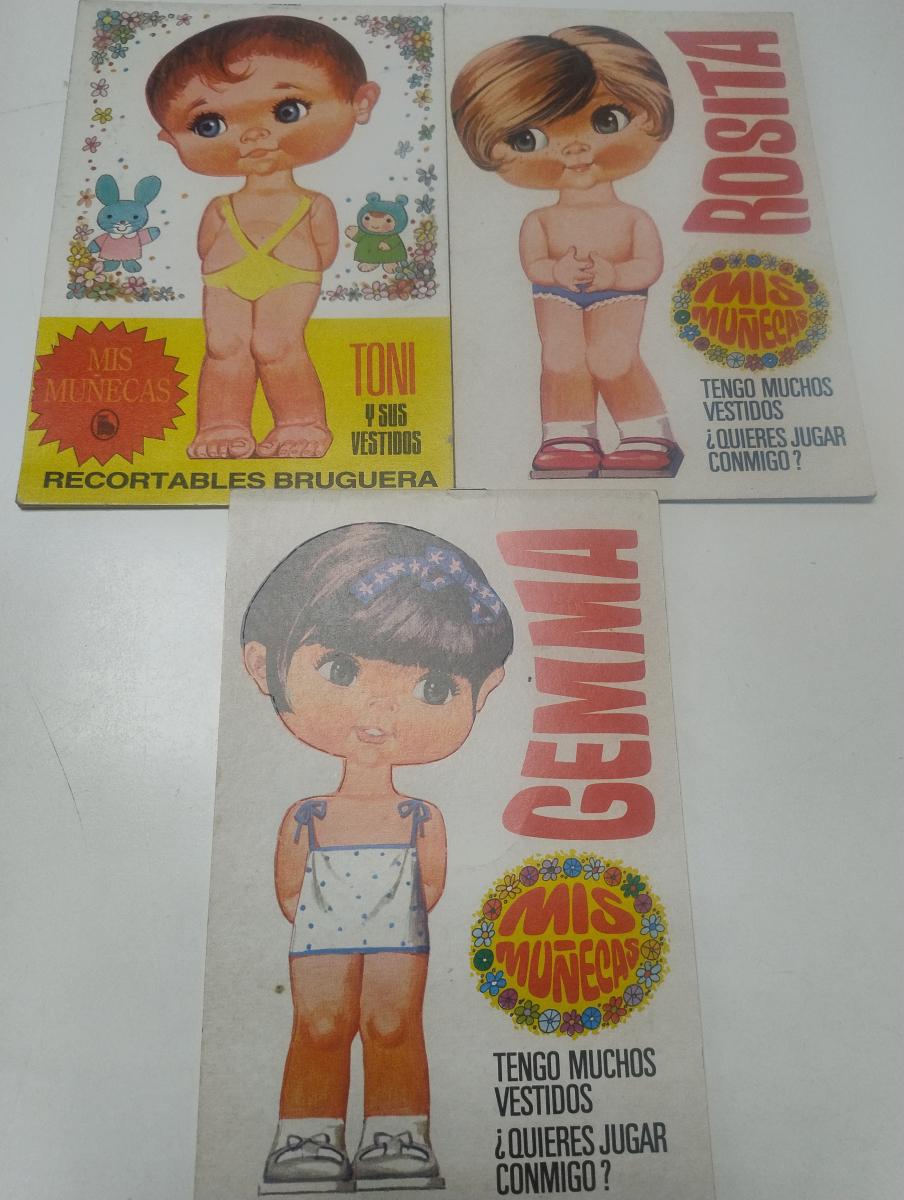 MIS
MUÑECAS
TONI
Y SUS
VESTIDOS
RECORTABLES BRUGUERA
ROSITA
MIS
MUÑECAS
TENGO MUCHOS
VESTIDOS
¿QUIERES JUGAR
CONMIGO?
GEMMA
MIS
MUÑECAS
TENGO MUCHOS
VESTIDOS
¿QUIERES JUGAR
CONMIGO?